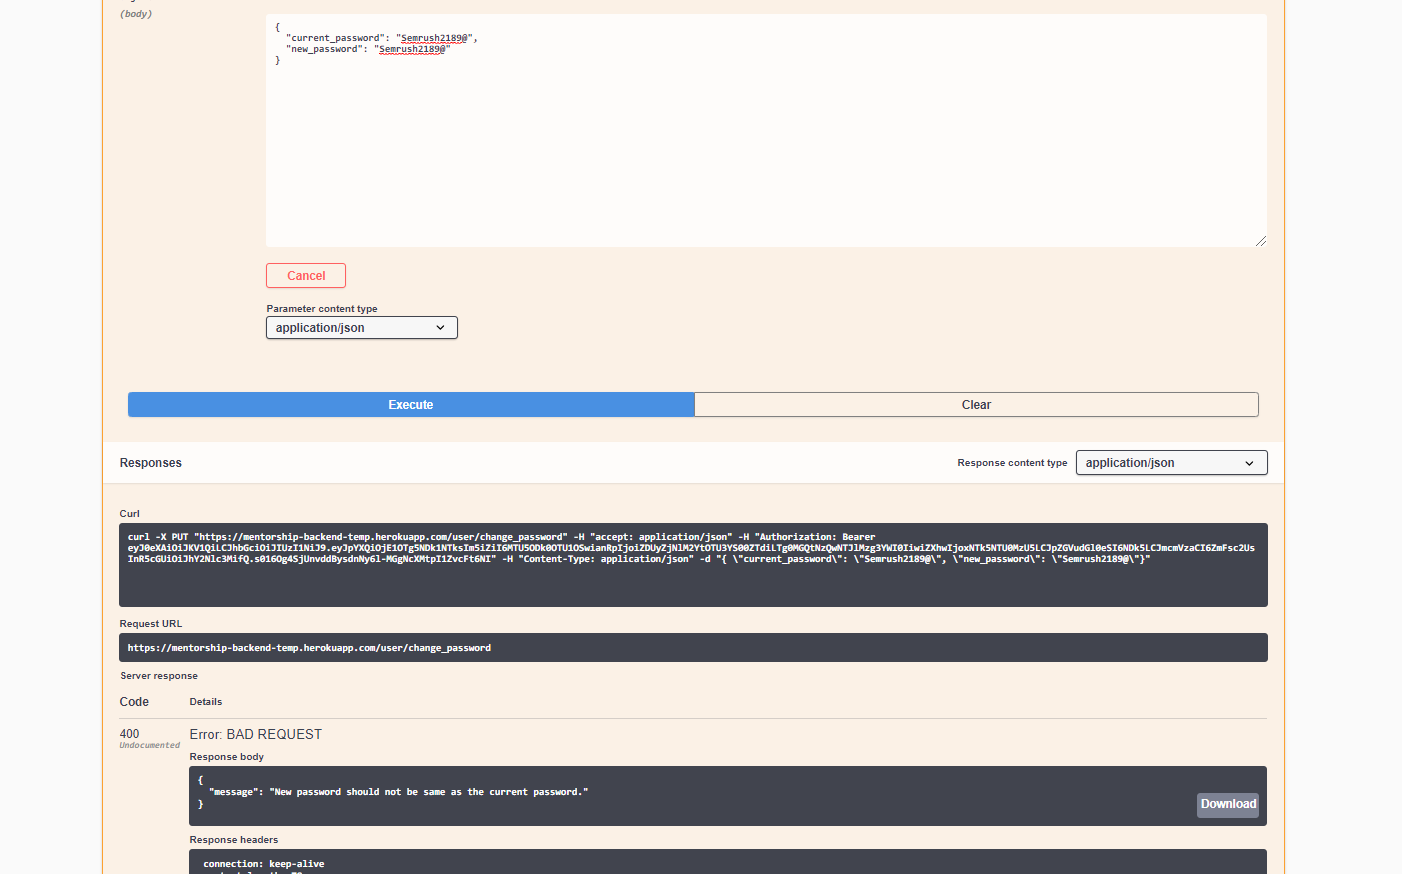 (body)
{
"current_password": "Semrush2189@",
"new_password": "Semrush2189@"
}
Cancel
Parameter content type
application/json
Execute
Clear
Responses
Response content type
application/json
Curl
curl -X PUT "https://mentorship-backend-temp.herokuapp.com/user/change_password" -H "accept: application/json" -H "Authorization: Bearer
-H "Content-Type: application/json" -d "{ \"current_password\": \"Semrush2189@\", \"new_password\": \"Semrush2189@\"}"
Request URL
https://mentorship-backend-temp.herokuapp.com/user/change_password
Server response
Code
Details
400
Undocumented
Error: BAD REQUEST
Response body
{
"message": "New password should not be same as the current password."
}
Download
Response headers
connection: keep-alive